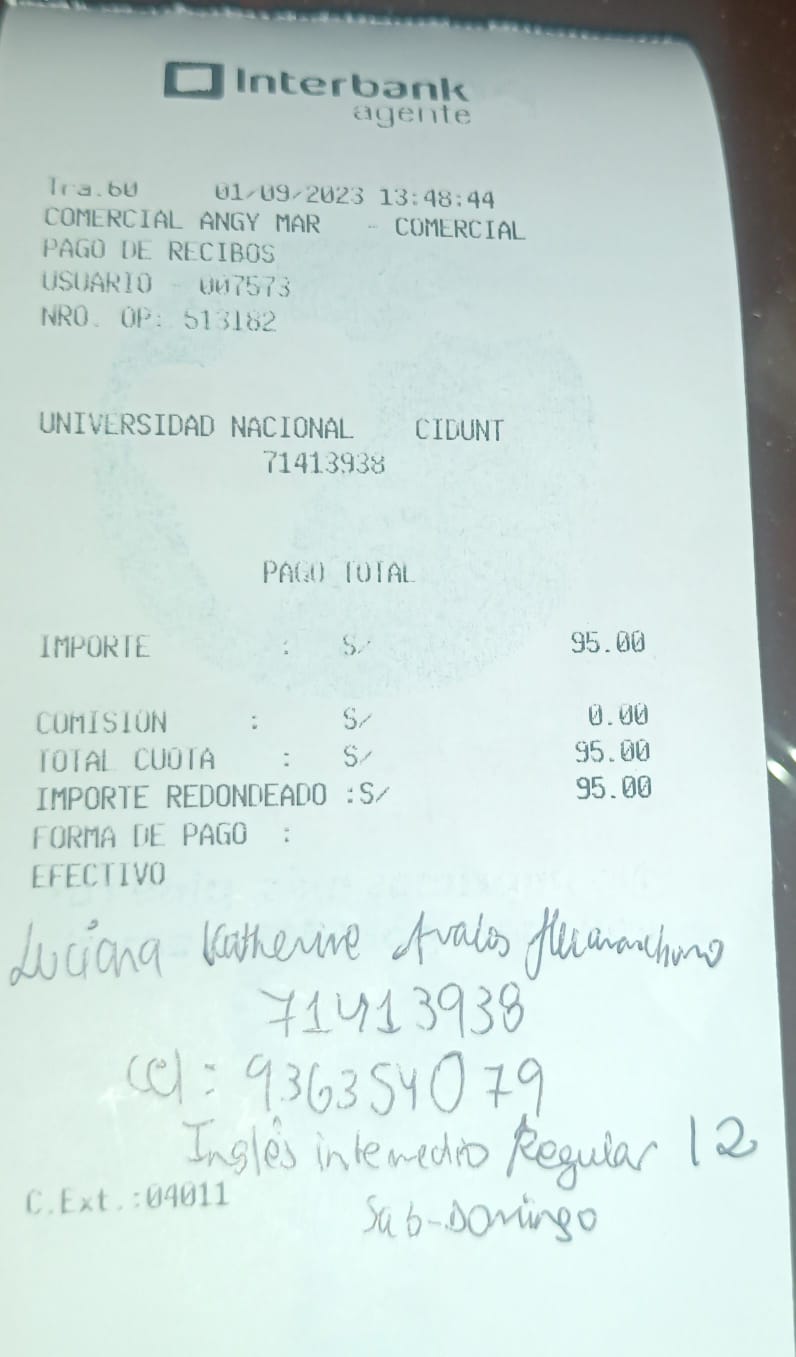 Interbank
agente
Tra.60 01/09/2023 13:48:44
COMERCIAL ANGY MAR - COMERCIAL
PAGO DE RECIBOS
USUARIO - 007573
NRO. OP: 513182
UNIVERSIDAD NACIONAL CIDUNT
71413938
PAGO TOTAL
IMPORTE : S/ 95.00
COMISION : S/ 0.00
TOTAL CUOTA : S/ 95.00
IMPORTE REDONDEADO :S/ 95.00
FORMA DE PAGO :
EFECTIVO
Luciana Katherine Avalos
71413938
Cel: 936354079
Inglés intemedio Regular 12
C.Ext.:04011
Sab-Domingo